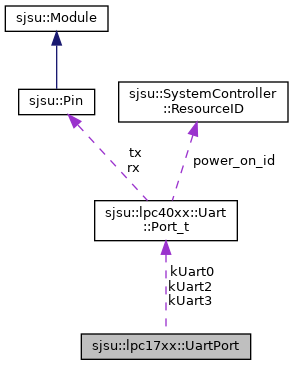 sjsu::Module
sjsu::Pin
sjsu::SystemController
::ResourceID
tx
rx
power_on_id
sjsu::lpc40xx::Uart
::Port_t
kUart0
kUart2
kUart3
sjsu::lpc17xx::UartPort